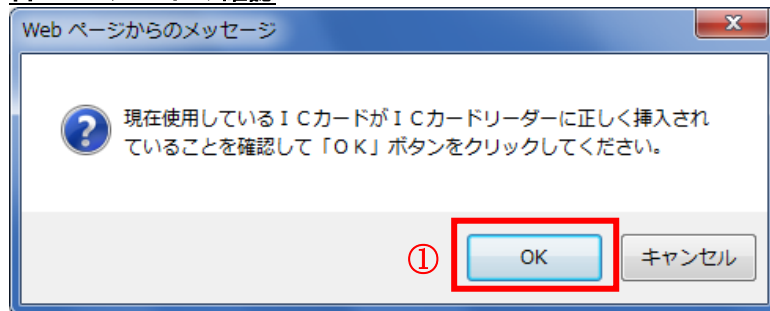 Web ページからのメッセージ
現在使用しているＩＣカードがＩＣカードリーダーに正しく挿入され
ていることを確認して「ＯＫ」ボタンをクリックしてください。
① OK キャンセル